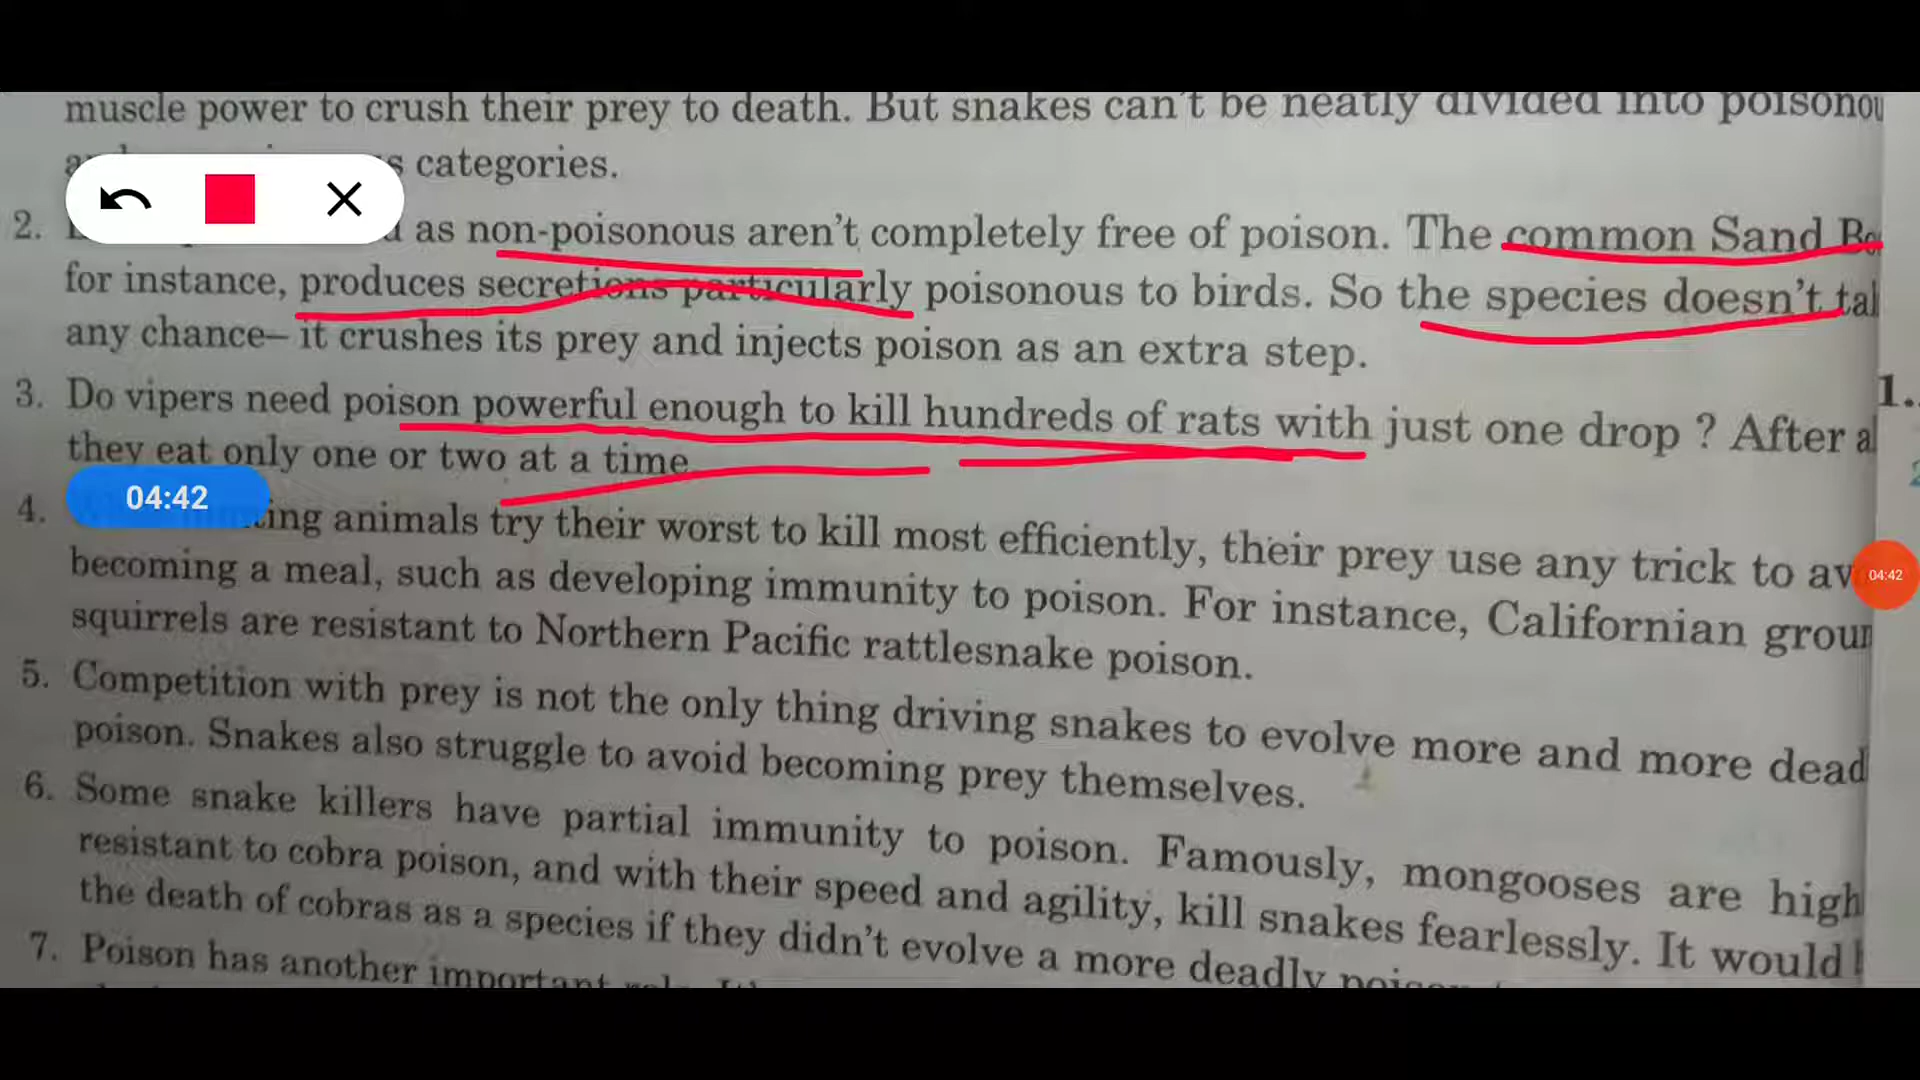 muscle power to crush their prey to death. But snakes can't be neatly divided into
categories.
2. as non-poisonous aren't completely free of poison. The common Sand
for instance, produces secretions particularly poisonous to birds. So the species doesn't
any chance– it crushes its prey and injects poison as an extra step.
3. Do vipers need poison powerful enough to kill hundreds of rats with just one drop ? After
1.
they eat only one or two at a time
04:42
4. animals try their worst to kill most efficiently, their prey use any trick to
04:42
becoming a meal, such as developing immunity to poison. For instance, Californian
squirrels are resistant to Northern Pacific rattlesnake poison.
5. Competition with prey is not the only thing driving snakes to evolve more and more
poison. Snakes also struggle to avoid becoming prey themselves.
6. Some snake killers have partial immunity to poison. Famously, mongooses are
resistant to cobra poison, and with their speed and agility, kill snakes fearlessly. It would
the death of cobras as a species if they didn't evolve a more deadly
7. Poison has another important